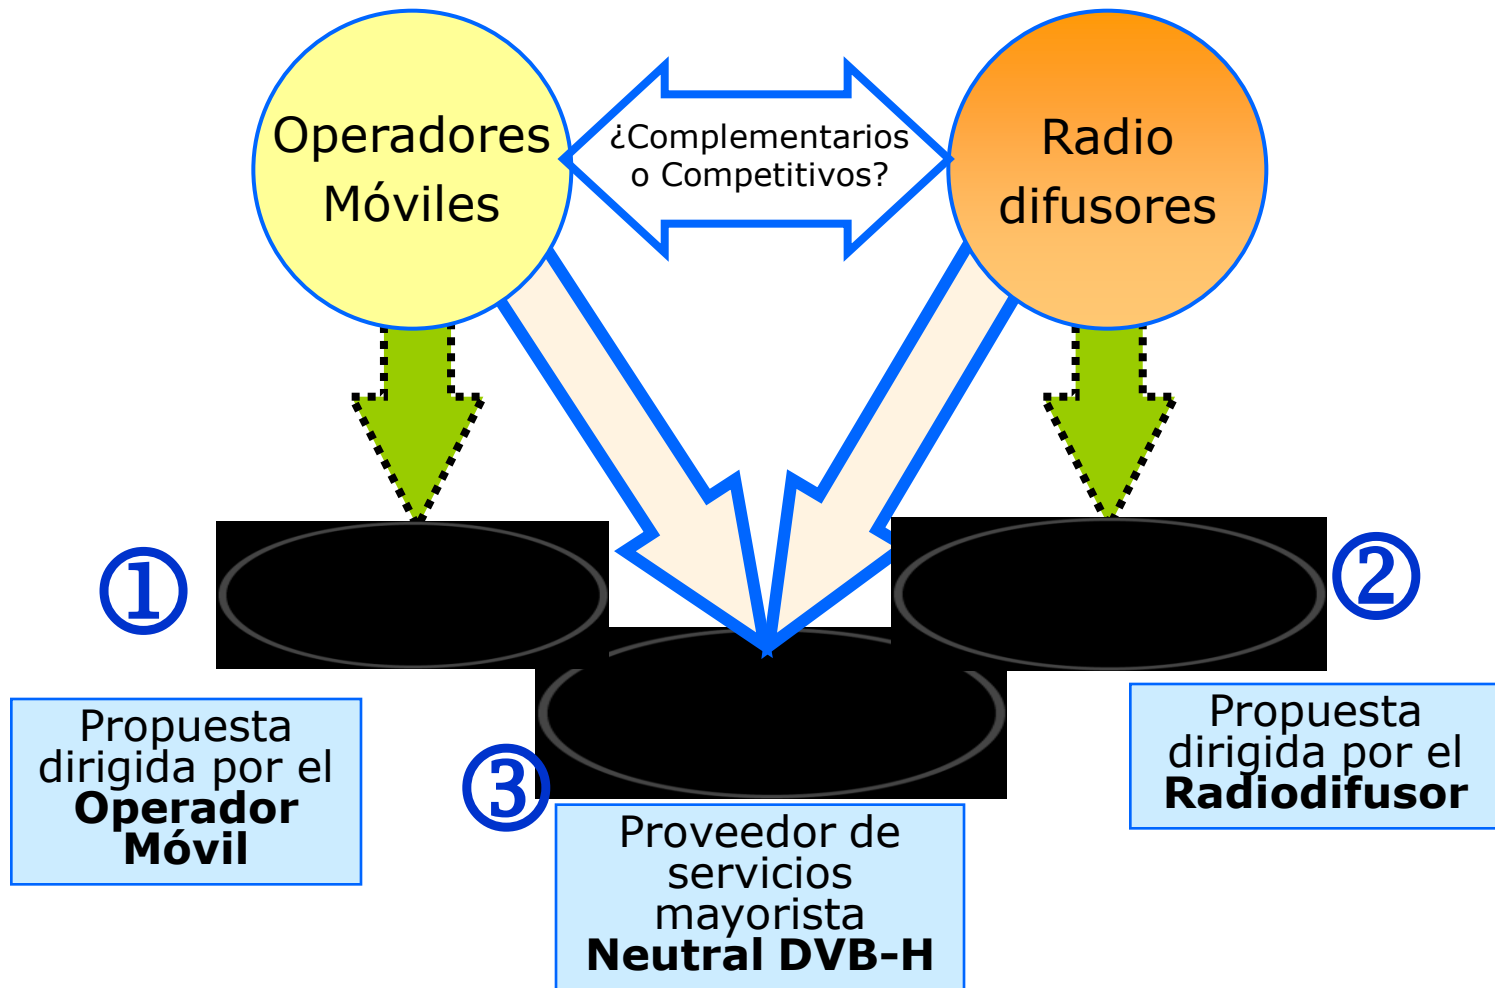 Operadores
Móviles
¿Complementarios
o Competitivos?
Radio
difusores
①
②
Propuesta
dirigida por el
Operador
Móvil
③
Proveedor de
servicios
mayorista
Neutral DVB-H
Propuesta
dirigida por el
Radiodifusor